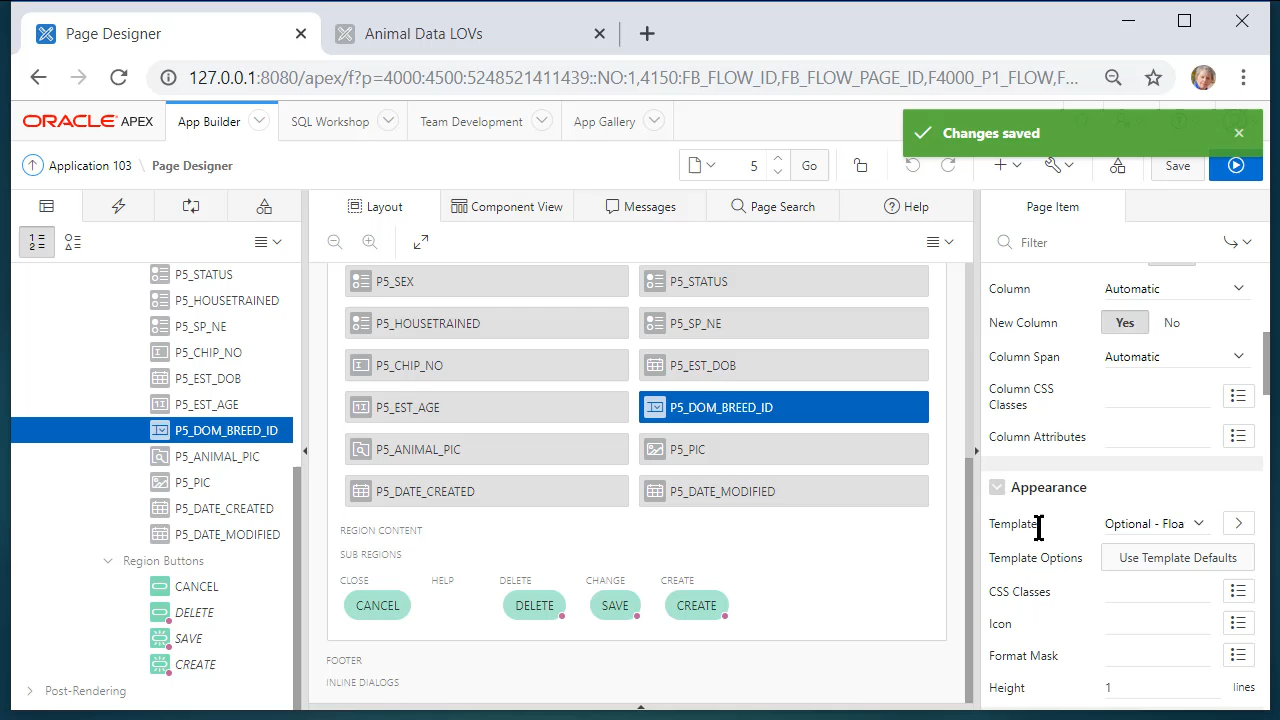 Page Designer
Animal Data LOVs
127.0.0.1:8080/apex/f?p=4000:4500:5248521411439::NO:1,4150:FB_FLOW_ID,FB_FLOW_PAGE_ID,F4000_P1_FLOW,F...
ORACLE APEX
App Builder
SQL Workshop
Team Development
App Gallery
Changes saved
Application 103 \ Page Designer
5
Go
Save
Layout
Component View
Messages
Page Search
Help
Page Item
Filter
P5_STATUS
P5_HOUSETRAINED
P5_SP_NE
P5_CHIP_NO
P5_EST_DOB
P5_EST_AGE
P5_DOM_BREED_ID
P5_ANIMAL_PIC
P5_PIC
P5_DATE_CREATED
P5_DATE_MODIFIED
Region Buttons
CANCEL
DELETE
SAVE
CREATE
Post-Rendering
P5_SEX
P5_STATUS
P5_HOUSETRAINED
P5_SP_NE
P5_CHIP_NO
P5_EST_DOB
P5_EST_AGE
P5_DOM_BREED_ID
P5_ANIMAL_PIC
P5_PIC
P5_DATE_CREATED
P5_DATE_MODIFIED
REGION CONTENT
SUB REGIONS
CLOSE
HELP
DELETE
CHANGE
CREATE
CANCEL
DELETE
SAVE
CREATE
FOOTER
INLINE DIALOGS
Column
Automatic
New Column
Yes
No
Column Span
Automatic
Column CSS
Classes
Column Attributes
Appearance
Template
Optional - Floa
Template Options
Use Template Defaults
CSS Classes
Icon
Format Mask
Height
1
lines